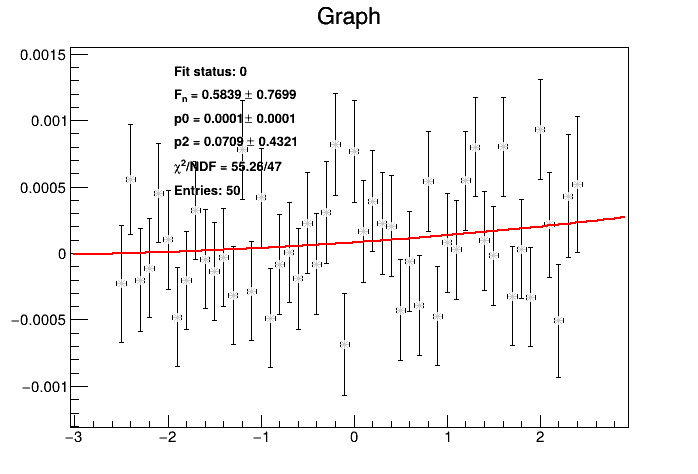 Graph
0.0015
Fit status: 0
Fn = 0.5839 ± 0.7699
0.001
p0 = 0.0001 ± 0.0001
p2 = 0.0709 ± 0.4321
χ²/NDF = 55.26/47
0.0005
Entries: 50
0
−0.0005
−0.001
−3 −2 −1 0 1 2